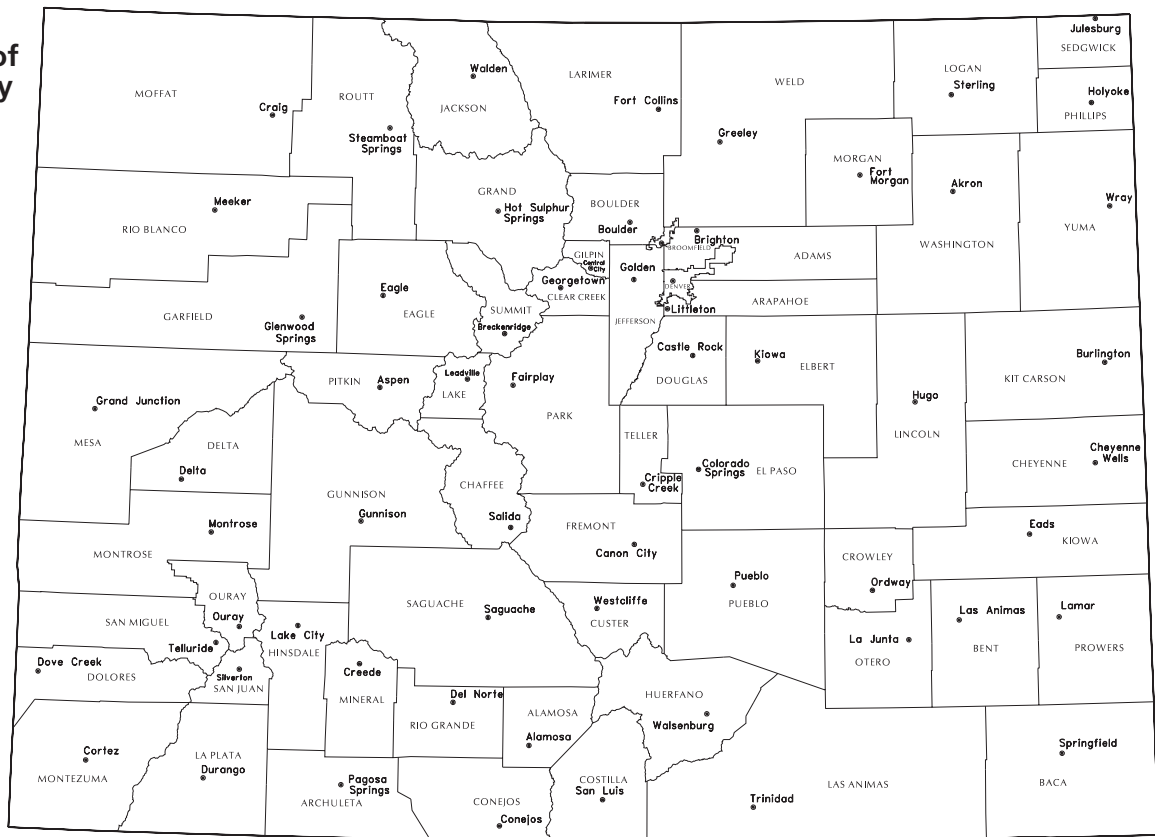 of
y
Julesburg
SEDGWICK
LOGAN
Sterling
Holyoke
PHILLIPS
Walden
JACKSON
LARIMER
Fort Collins
WELD
Greeley
MOFFAT
Craig
ROUTT
Steamboat
Springs
MORGAN
Fort
Morgan
Akron
WASHINGTON
Wray
YUMA
Meeker
RIO BLANCO
GRAND
Hot Sulphur
Springs
BOULDER
Boulder
Brighton
BROOMFIELD
ADAMS
GILPIN
Central
City
Golden
DENVER
Georgetown
CLEAR CREEK
ARAPAHOE
Littleton
JEFFERSON
Eagle
EAGLE
SUMMIT
Breckenridge
GARFIELD
Glenwood
Springs
Castle Rock
DOUGLAS
Kiowa
ELBERT
Burlington
KIT CARSON
PITKIN
Aspen
Leadville
LAKE
Fairplay
PARK
Hugo
LINCOLN
Grand Junction
MESA
DELTA
Delta
TELLER
Cripple
Creek
Colorado
Springs
EL PASO
Cheyenne
Wells
CHEYENNE
GUNNISON
Gunnison
CHAFFEE
Salida
FREMONT
Canon City
Montrose
MONTROSE
Eads
KIOWA
CROWLEY
Ordway
OURAY
Ouray
SAGUACHE
Saguache
Westcliffe
CUSTER
Pueblo
PUEBLO
Las Animas
BENT
Lamar
PROWERS
La Junta
OTERO
SAN MIGUEL
Telluride
Lake City
HINSDALE
Dove Creek
DOLORES
Silverton
SAN JUAN
Creede
MINERAL
Del Norte
RIO GRANDE
ALAMOSA
Alamosa
HUERFANO
Walsenburg
Cortez
MONTEZUMA
LA PLATA
Durango
Pagosa
Springs
ARCHULETA
CONEJOS
Conejos
COSTILLA
San Luis
Trinidad
LAS ANIMAS
Springfield
BACA